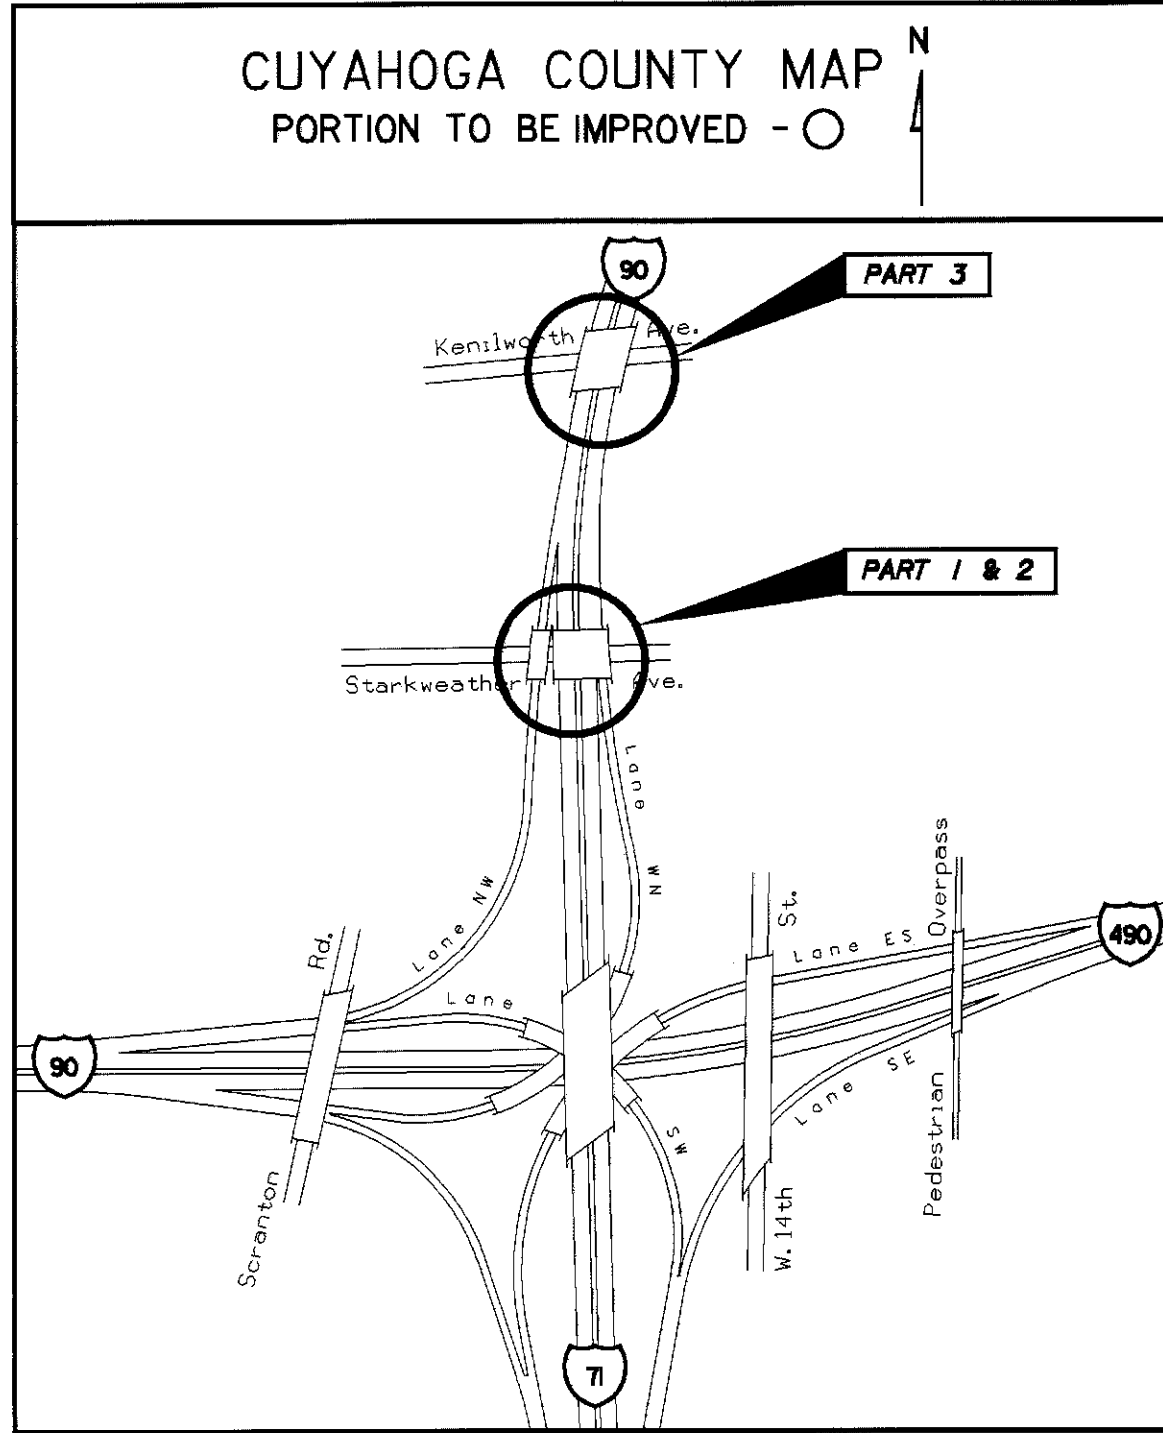 CUYAHOGA COUNTY MAP
N
PORTION TO BE IMPROVED -
90
PART 3
Kenilworth Ave.
PART 1 & 2
Starkweather Ave.
Lane
WN
Lane NW
Rd.
Scranton
Lane
St.
W. 14th
Lane ES
Overpass
Pedestrian
490
90
Lane SE
SW
71